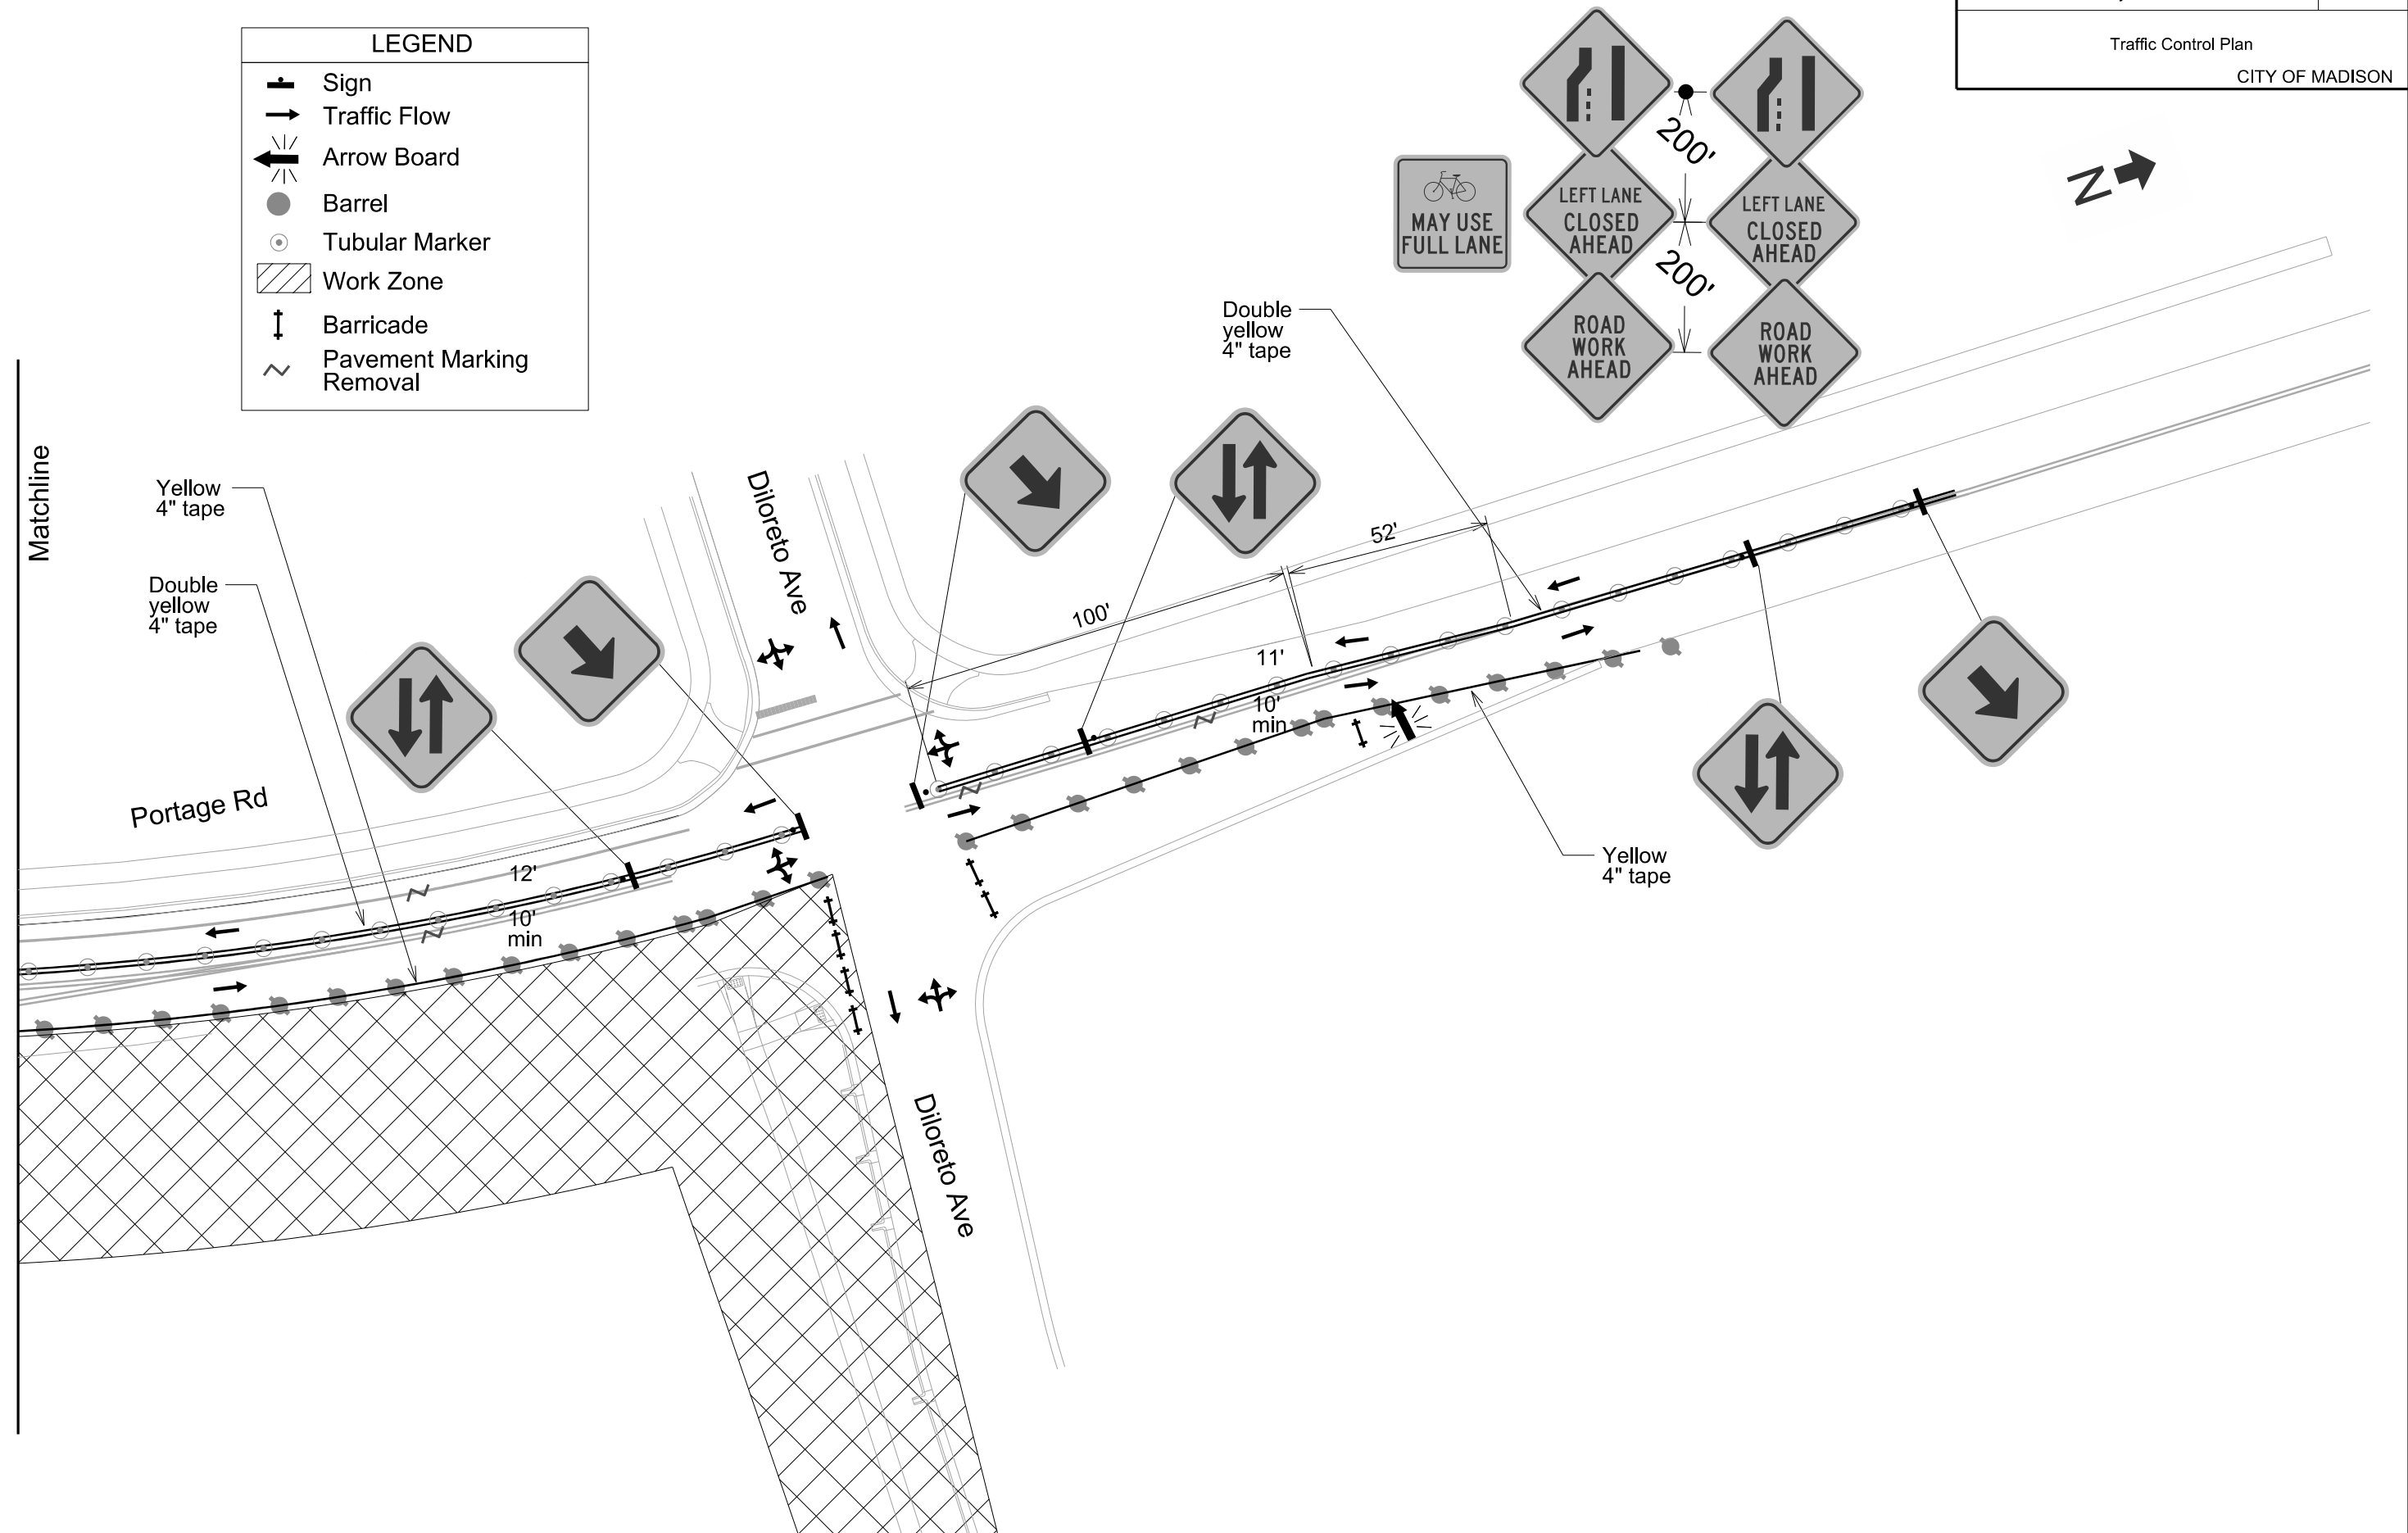 Traffic Control Plan
CITY OF MADISON
LEGEND
Sign
Traffic Flow
Arrow Board
Barrel
Tubular Marker
Work Zone
Barricade
Pavement Marking
Removal
N
MAY USE
FULL LANE
LEFT LANE
CLOSED
AHEAD
ROAD
WORK
AHEAD
200'
200'
LEFT LANE
CLOSED
AHEAD
ROAD
WORK
AHEAD
Double
yellow
4" tape
Matchline
Yellow
4" tape
Double
yellow
4" tape
Diloreto Ave
52'
100'
11'
10'
min
Portage Rd
12'
10'
min
Yellow
4" tape
Diloreto Ave